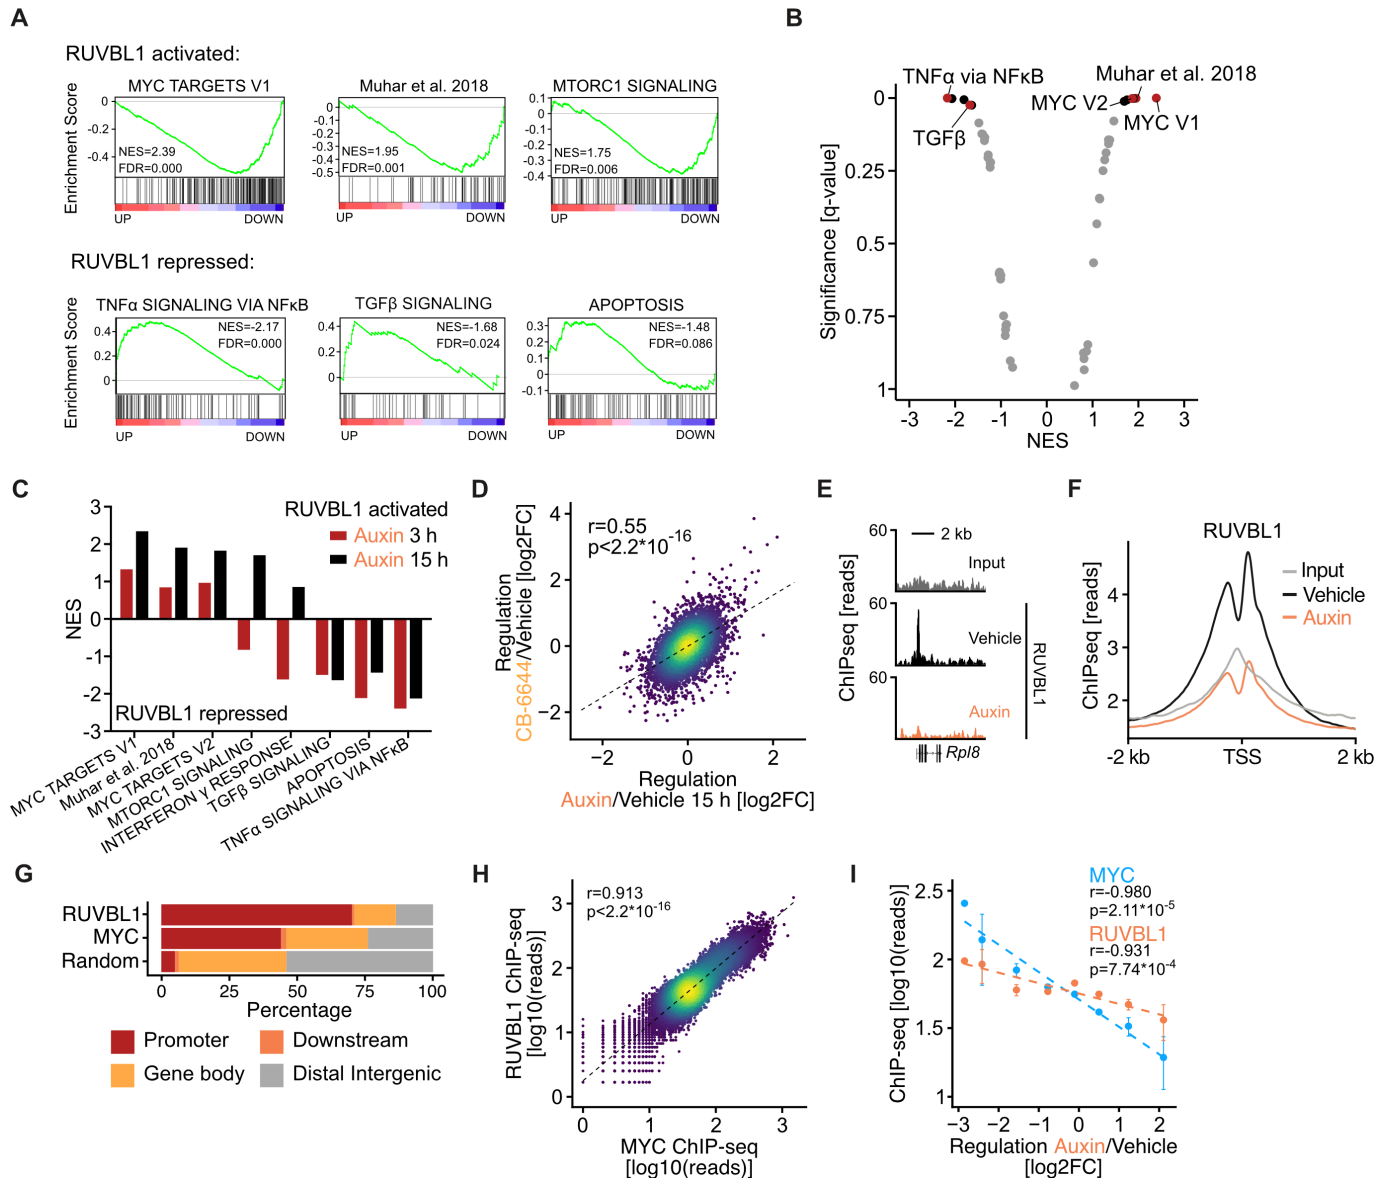 A
RUVBL1 activated:
MYC TARGETS V1
Muhar et al. 2018
MTORC1 SIGNALING
Enrichment Score
0
-0.2
-0.4
NES=2.39
FDR=0.000
UP
DOWN
0
-0.1
-0.2
-0.3
-0.4
-0.5
NES=1.95
FDR=0.001
UP
DOWN
0.1
0
-0.1
-0.2
-0.3
-0.4
NES=1.75
FDR=0.006
UP
DOWN
RUVBL1 repressed:
TNFα SIGNALING VIA NFκB
TGFβ SIGNALING
APOPTOSIS
Enrichment Score
0.4
0.2
0
NES=-2.17
FDR=0.000
UP
DOWN
0.4
0.2
0
NES=-1.68
FDR=0.024
UP
DOWN
0.3
0.2
0.1
0
-0.1
NES=-1.48
FDR=0.086
UP
DOWN
B
TNFα via NFκB
Muhar et al. 2018
MYC V2
MYC V1
TGFβ
Significance [q-value]
0
0.25
0.5
0.75
1
-3 -2 -1 0 1 2 3
NES
C
RUVBL1 activated
Auxin 3 h
Auxin 15 h
NES
3
2
1
0
-1
-2
-3
RUVBL1 repressed
MYC TARGETS V1
Muhar et al. 2018
MYC TARGETS V2
MTORC1 SIGNALING
INTERFERON γ RESPONSE
TGFβ SIGNALING
APOPTOSIS
TNFα SIGNALING VIA NFκB
D
r=0.55
p<2.2*10-16
Regulation
CB-6644/Vehicle [log2FC]
4
2
0
−2
−2 0 2
Regulation
Auxin/Vehicle 15 h [log2FC]
E
ChIPseq [reads]
60
2 kb
Input
60
Vehicle
60
Auxin
RUVBL1
Rpl8
F
RUVBL1
Input
Vehicle
Auxin
ChIPseq [reads]
4
3
2
-2 kb TSS 2 kb
G
RUVBL1
MYC
Random
0 25 50 75 100
Percentage
Promoter
Downstream
Gene body
Distal Intergenic
H
r=0.913
p<2.2*10-16
RUVBL1 ChIP-seq
[log10(reads)]
3
2
1
0
0 1 2 3
MYC ChIP-seq
[log10(reads)]
I
MYC
r=-0.980
p=2.11*10-5
RUVBL1
r=-0.931
p=7.74*10-4
ChIP-seq [log10(reads)]
2.5
2
1.5
1
−3 −2 −1 0 1 2
Regulation Auxin/Vehicle
[log2FC]